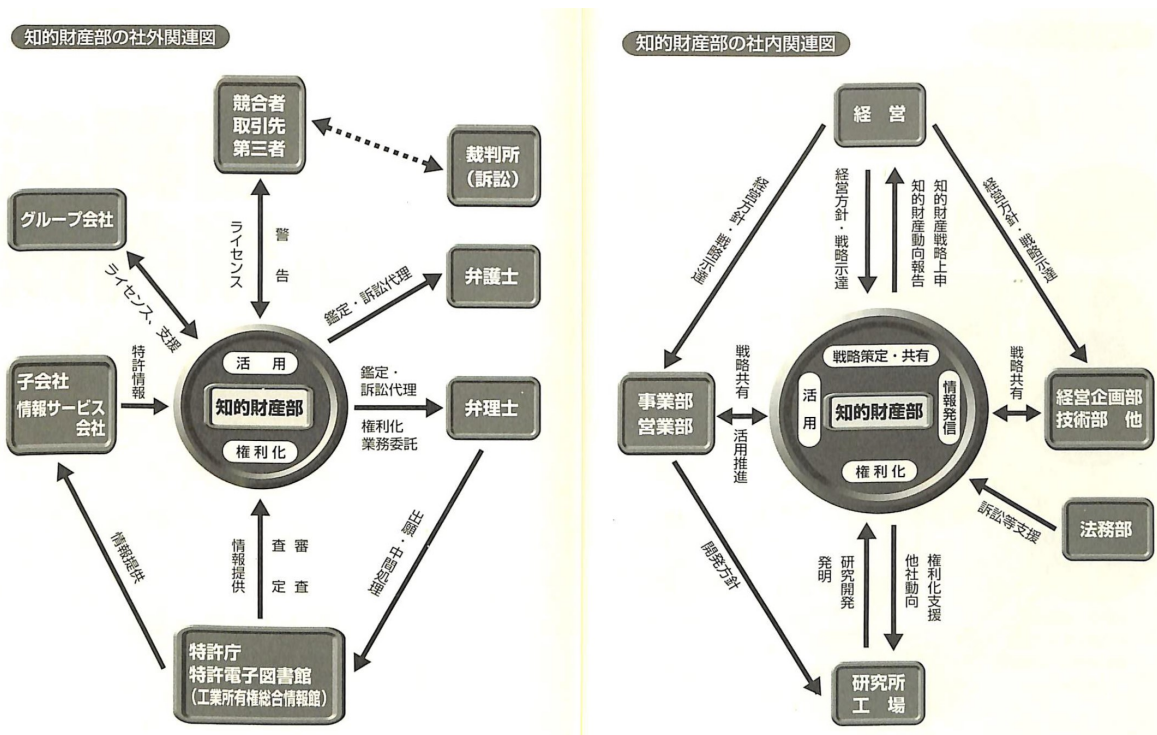 知的財産部の社外関連図
競合者
取引先
第三者
裁判所
(訴訟)
グループ会社
ライセンス
警告
弁護士
ライセンス、支援
鑑定・訴訟代理
子会社
情報サービス
会社
特許情報
活用
知的財産部
権利化
鑑定・
訴訟代理
権利化
業務委託
弁理士
情報提供
情報提供
査定
審査
出願・中間処理
特許庁
特許電子図書館
(工業所有権総合情報館)
知的財産部の社内関連図
経営
経営方針・戦略示達
経営方針・戦略示達
知的財産戦略上申
知的財産動向報告
経営方針・戦略示達
事業部
営業部
戦略共有
活用推進
戦略策定・共有
活用
知的財産部
情報発信
権利化
戦略共有
経営企画部
技術部 他
訴訟等支援
法務部
開発方針
研究開発
発明
権利化支援
他社動向
研究所
工場